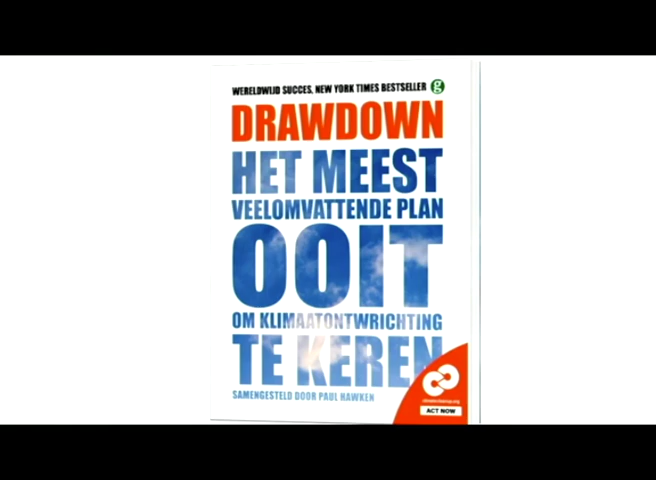 WERELDWIJD SUCCES, NEW YORK TIMES BESTSELLER g
DRAWDOWN
HET MEEST
VEELOMVATTENDE PLAN
OOIT
OM KLIMAATONTWRICHTING
TE KEREN
SAMENGESTELD DOOR PAUL HAWKEN
ACT NOW